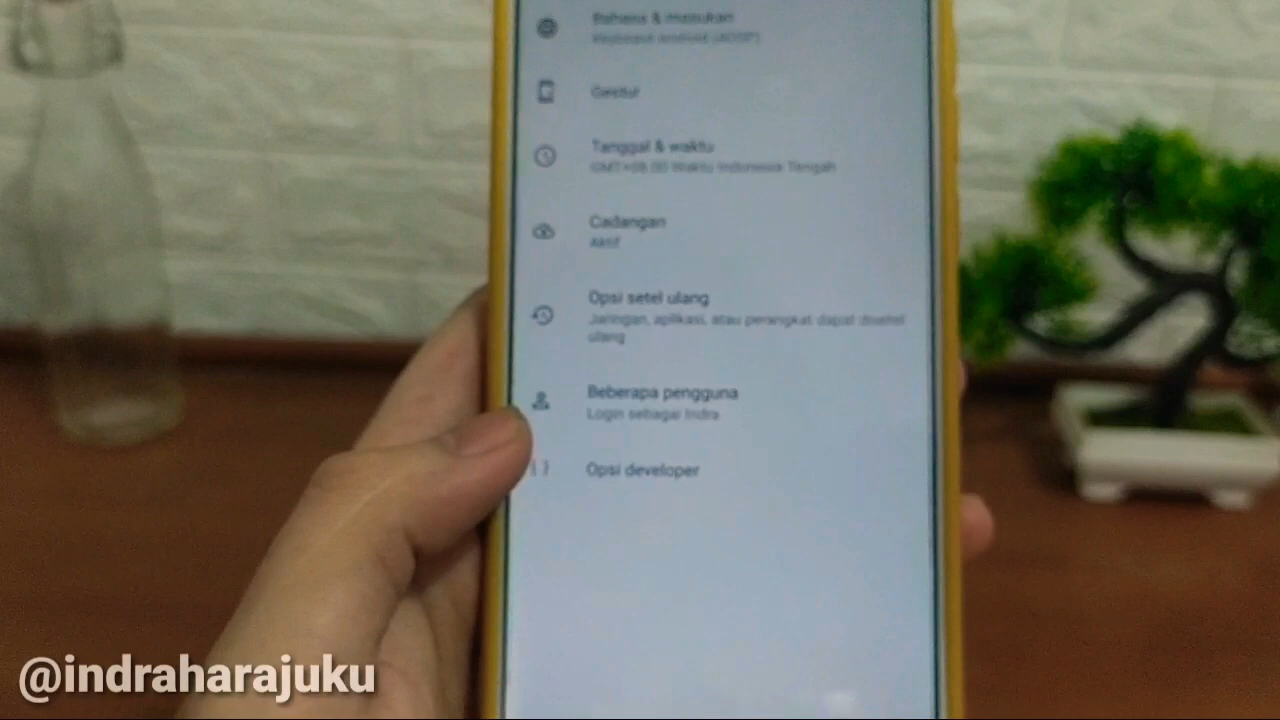 Bahasa & masukan
Keyboard Android (AOSP)
Gestur
Tanggal & waktu
GMT+08.00 Waktu Indonesia Tengah
Cadangan
Aktif
Opsi setel ulang
Jaringan, aplikasi, atau perangkat dapat disetel
ulang
Beberapa pengguna
Login sebagai Indra
Opsi developer
@indraharajuku